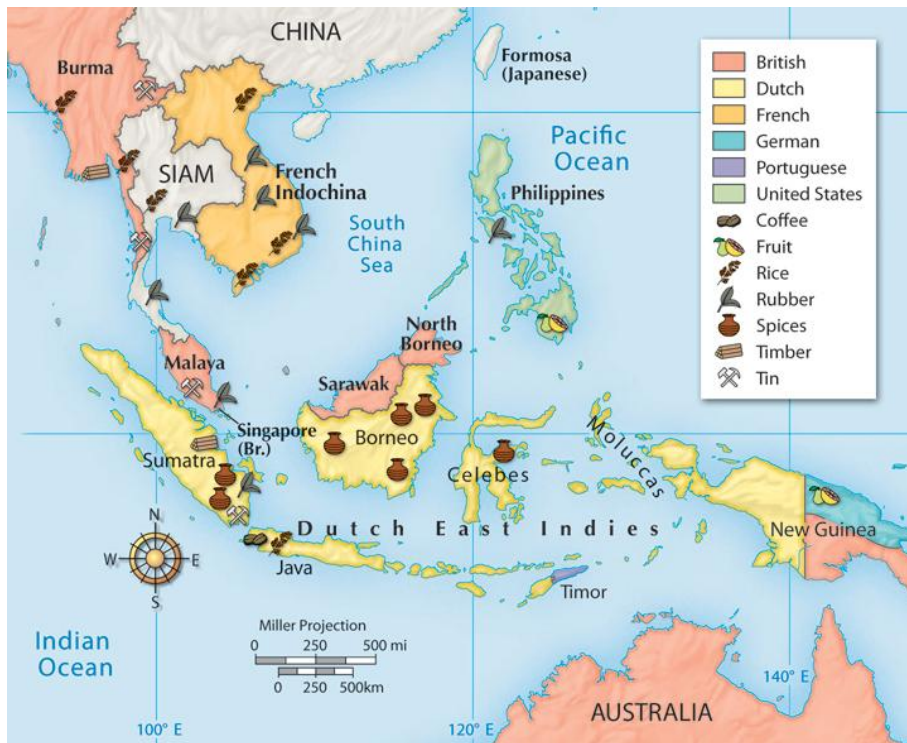 CHINA
Burma
Formosa
(Japanese)
Pacific
Ocean
SIAM
French
Indochina
Philippines
South
China
Sea
North
Borneo
Malaya
Sarawak
Singapore
(Br.)
Borneo
Sumatra
Celebes
Moluccas
Dutch East Indies
New Guinea
Java
Timor
N
W
E
S
Indian
Ocean
Miller Projection
0 250 500 mi
0 250 500km
AUSTRALIA
100° E
120° E
140° E
British
Dutch
French
German
Portuguese
United States
Coffee
Fruit
Rice
Rubber
Spices
Timber
Tin